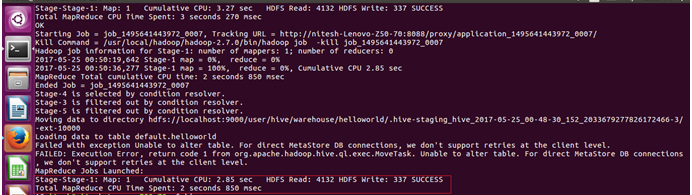 Stage-Stage-1: Map: 1   Cumulative CPU: 3.27 sec   HDFS Read: 4132 HDFS Write: 337 SUCCESS
Total MapReduce CPU Time Spent: 3 seconds 270 msec
OK
Starting Job = job_1495641443972_0007, Tracking URL = http://nitesh-Lenovo-Z50-70:8088/proxy/application_1495641443972_0007/
Kill Command = /usr/local/hadoop/hadoop-2.7.0/bin/hadoop job  -kill job_1495641443972_0007
Hadoop job information for Stage-1: number of mappers: 1; number of reducers: 0
2017-05-25 00:50:19,642 Stage-1 map = 0%,  reduce = 0%
2017-05-25 00:50:36,277 Stage-1 map = 100%,  reduce = 0%, Cumulative CPU 2.85 sec
MapReduce Total cumulative CPU time: 2 seconds 850 msec
Ended Job = job_1495641443972_0007
Stage-4 is selected by condition resolver.
Stage-3 is filtered out by condition resolver.
Stage-5 is filtered out by condition resolver.
Moving data to directory hdfs://localhost:9000/user/hive/warehouse/helloworld/.hive-staging_hive_2017-05-25_00-48-30_152_2033679277826172466-3/
-ext-10000
Loading data to table default.helloworld
Failed with exception Unable to alter table. For direct MetaStore DB connections, we don't support retries at the client level.
FAILED: Execution Error, return code 1 from org.apache.hadoop.hive.ql.exec.MoveTask. Unable to alter table. For direct MetaStore DB connections
, we don't support retries at the client level.
MapReduce Jobs Launched:
Stage-Stage-1: Map: 1   Cumulative CPU: 2.85 sec   HDFS Read: 4132 HDFS Write: 337 SUCCESS
Total MapReduce CPU Time Spent: 2 seconds 850 msec